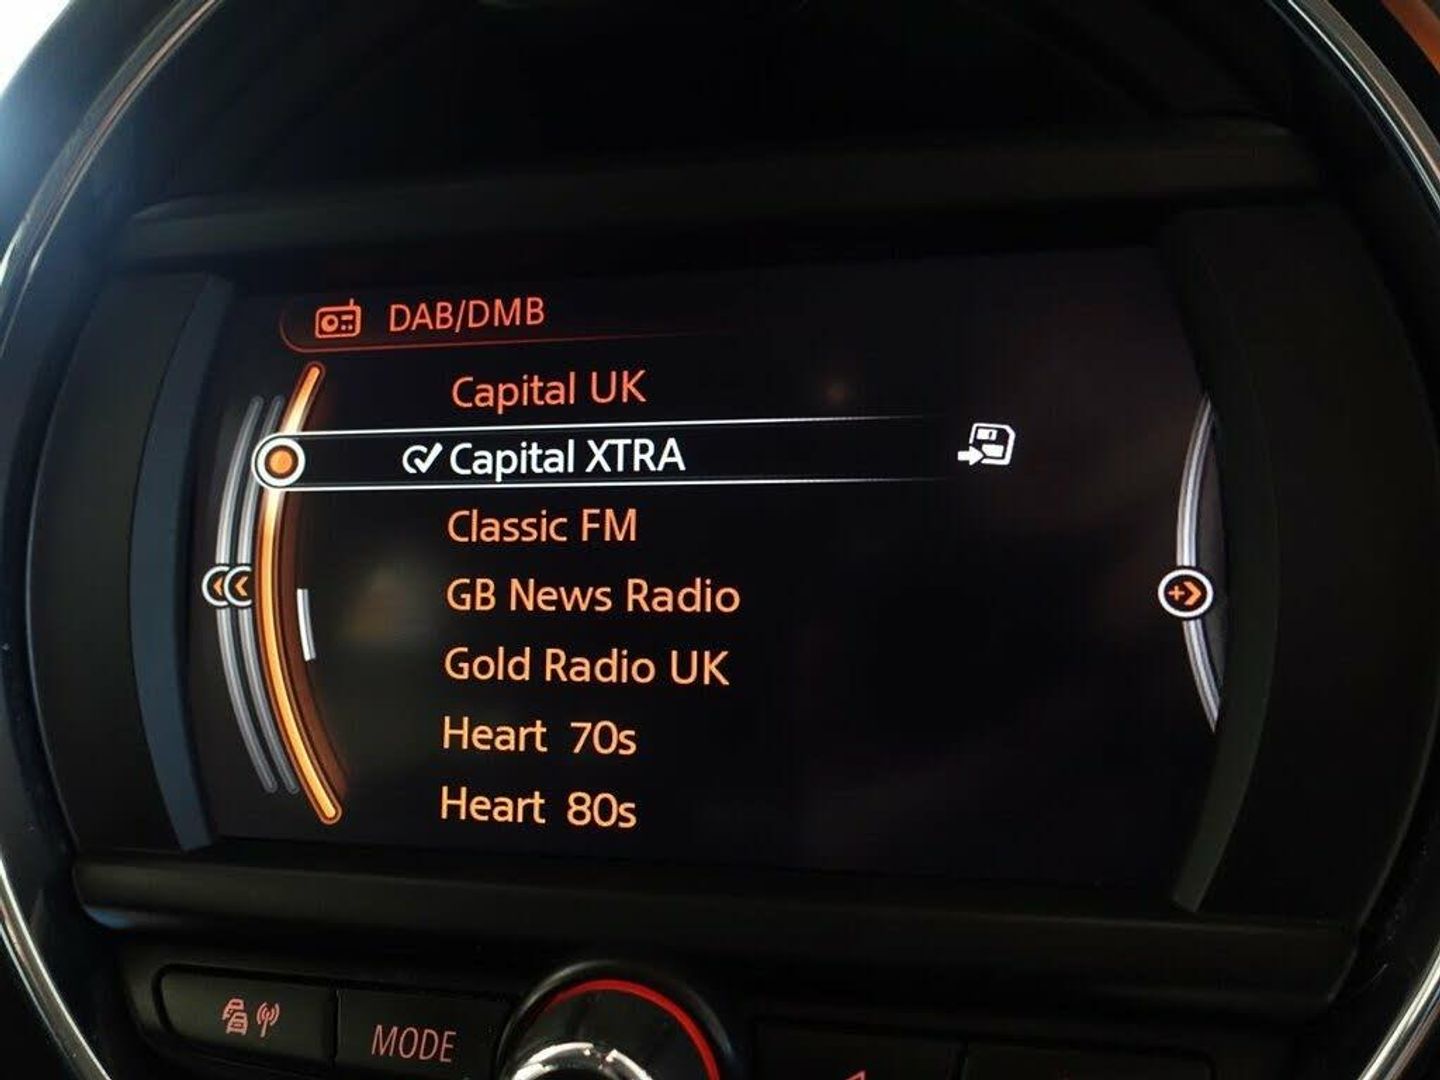 DAB/DMB
Capital UK
Capital XTRA
Classic FM
GB News Radio
Gold Radio UK
Heart 70s
Heart 80s
MODE